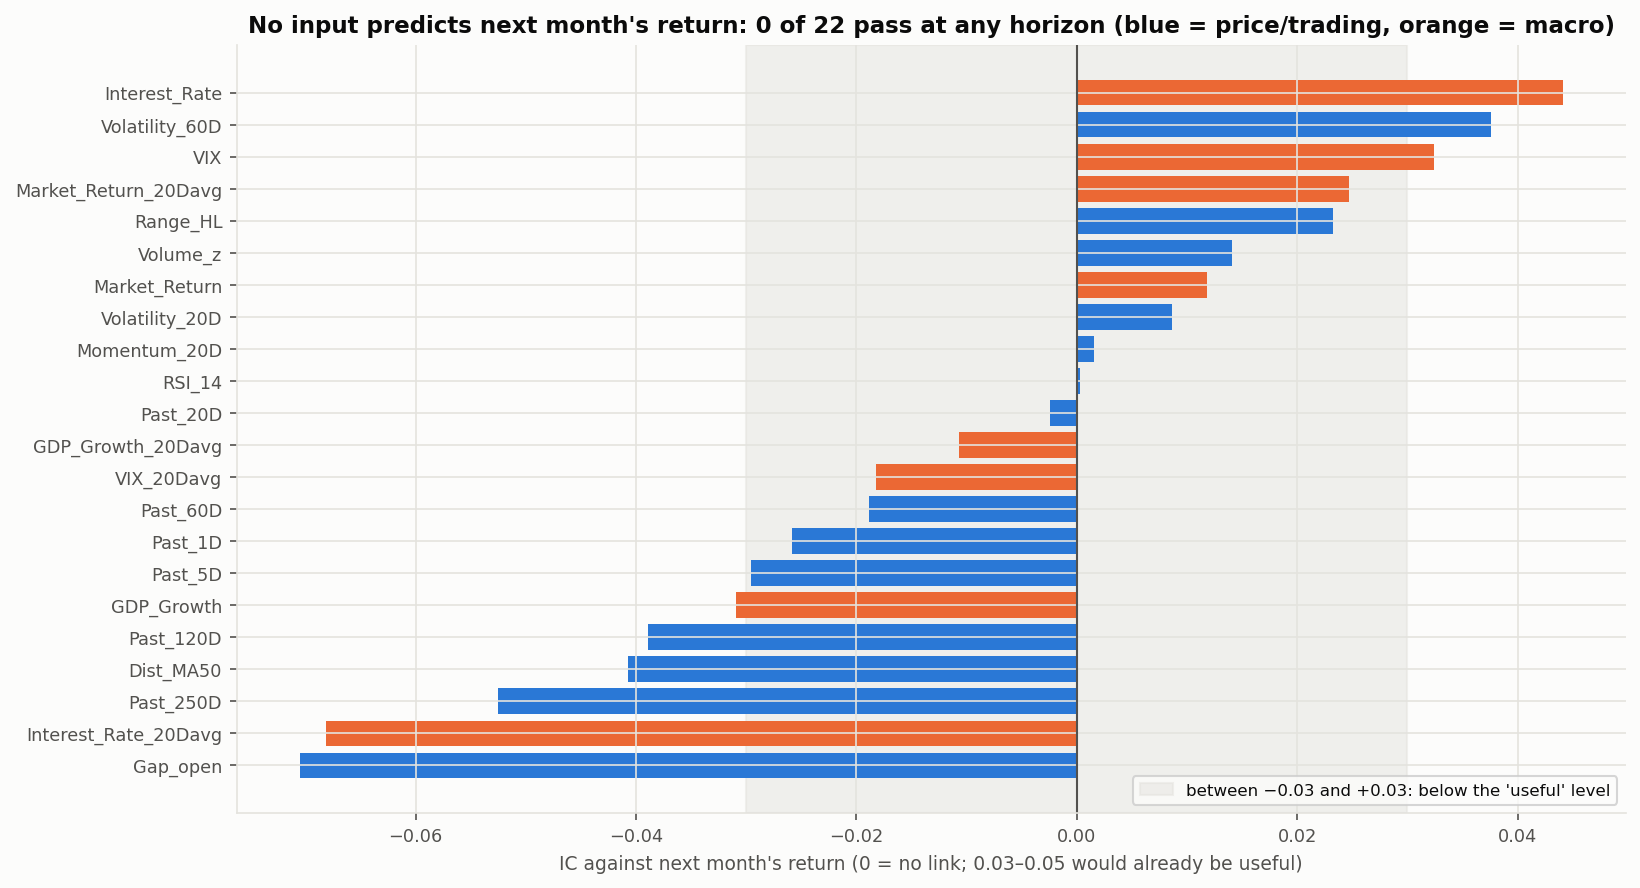 No input predicts next month's return: 0 of 22 pass at any horizon (blue = price/trading, orange = macro)
Interest_Rate
Volatility_60D
VIX
Market_Return_20Davg
Range_HL
Volume_z
Market_Return
Volatility_20D
Momentum_20D
RSI_14
Past_20D
GDP_Growth_20Davg
VIX_20Davg
Past_60D
Past_1D
Past_5D
GDP_Growth
Past_120D
Dist_MA50
Past_250D
Interest_Rate_20Davg
Gap_open
between −0.03 and +0.03: below the 'useful' level
−0.06 −0.04 −0.02 0.00 0.02 0.04
IC against next month's return (0 = no link; 0.03–0.05 would already be useful)